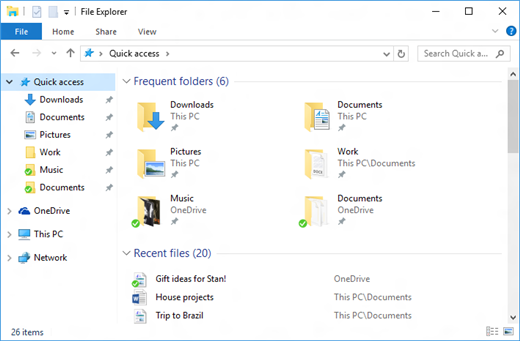 File Explorer
File Home Share View
Quick access
Search Quick a...
Quick access
Downloads
Documents
Pictures
Work
Music
Documents
OneDrive
This PC
Network
Frequent folders (6)
Downloads
This PC
Documents
This PC
Pictures
This PC
Work
This PC\Documents
Music
OneDrive
Documents
OneDrive
Recent files (20)
Gift ideas for Stan! OneDrive
House projects This PC\Documents
Trip to Brazil This PC\Documents
26 items